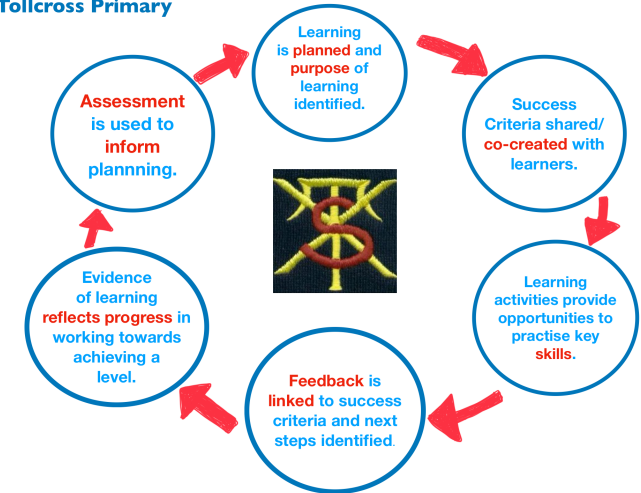 Tollcross Primary
Learning
is planned and
purpose of
learning
identified.
Success
Criteria shared/
co-created with
learners.
Learning
activities provide
opportunities to
practise key
skills.
Feedback is
linked to success
criteria and next
steps identified.
Evidence
of learning
reflects progress in
working towards
achieving a
level.
Assessment
is used to
inform
plannning.